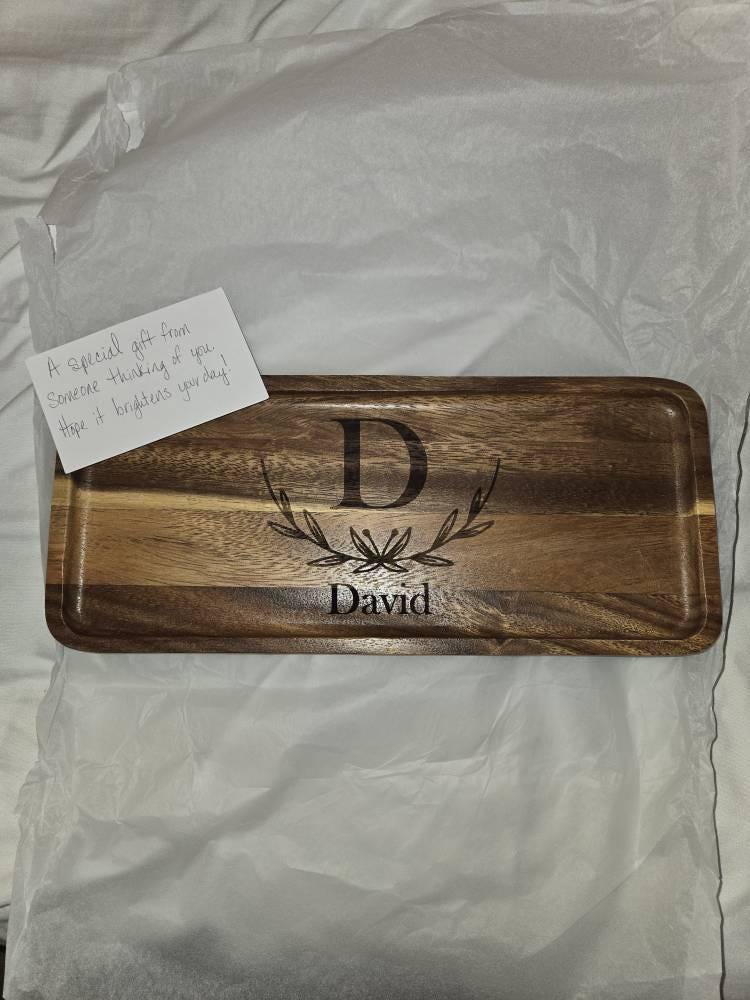 A special gift from
Someone thinking of you.
Hope it brightens your day!
D
David